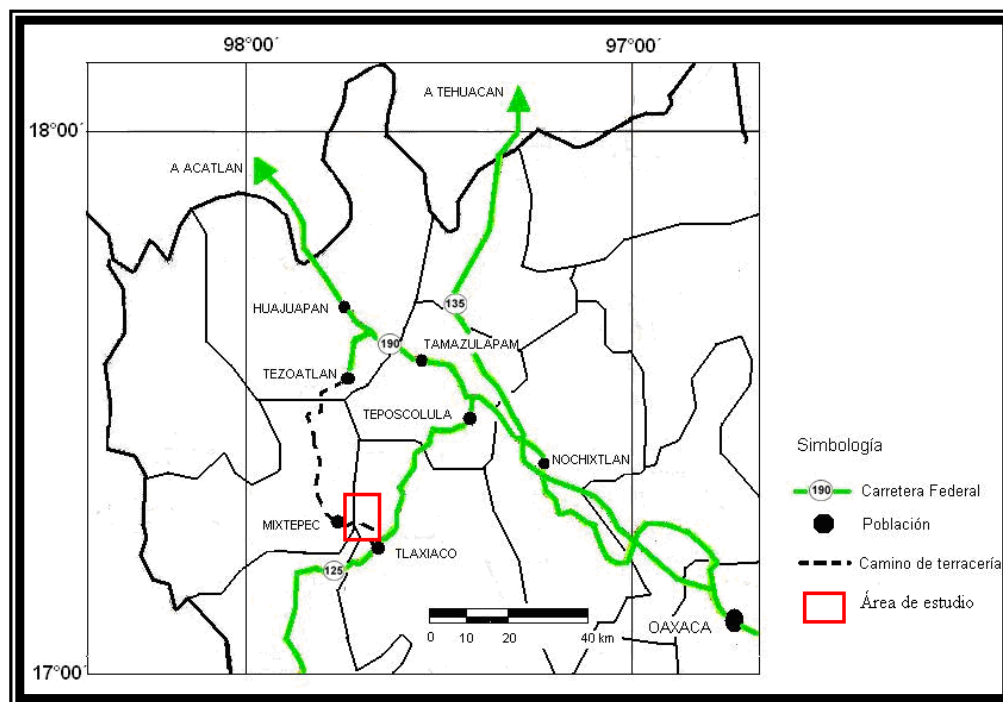 98°00´
97°00´
A TEHUACAN
18°00´
A ACATLAN
HUAJUAPAN
135
190
TAMAZULAPAM
TEZOATLAN
TEPOSCOLULA
NOCHIXTLAN
MIXTEPEC
TLAXIACO
125
0 10 20 40 km
OAXACA
17°00´
Simbología
190 Carretera Federal
Población
Camino de terracería
Área de estudio